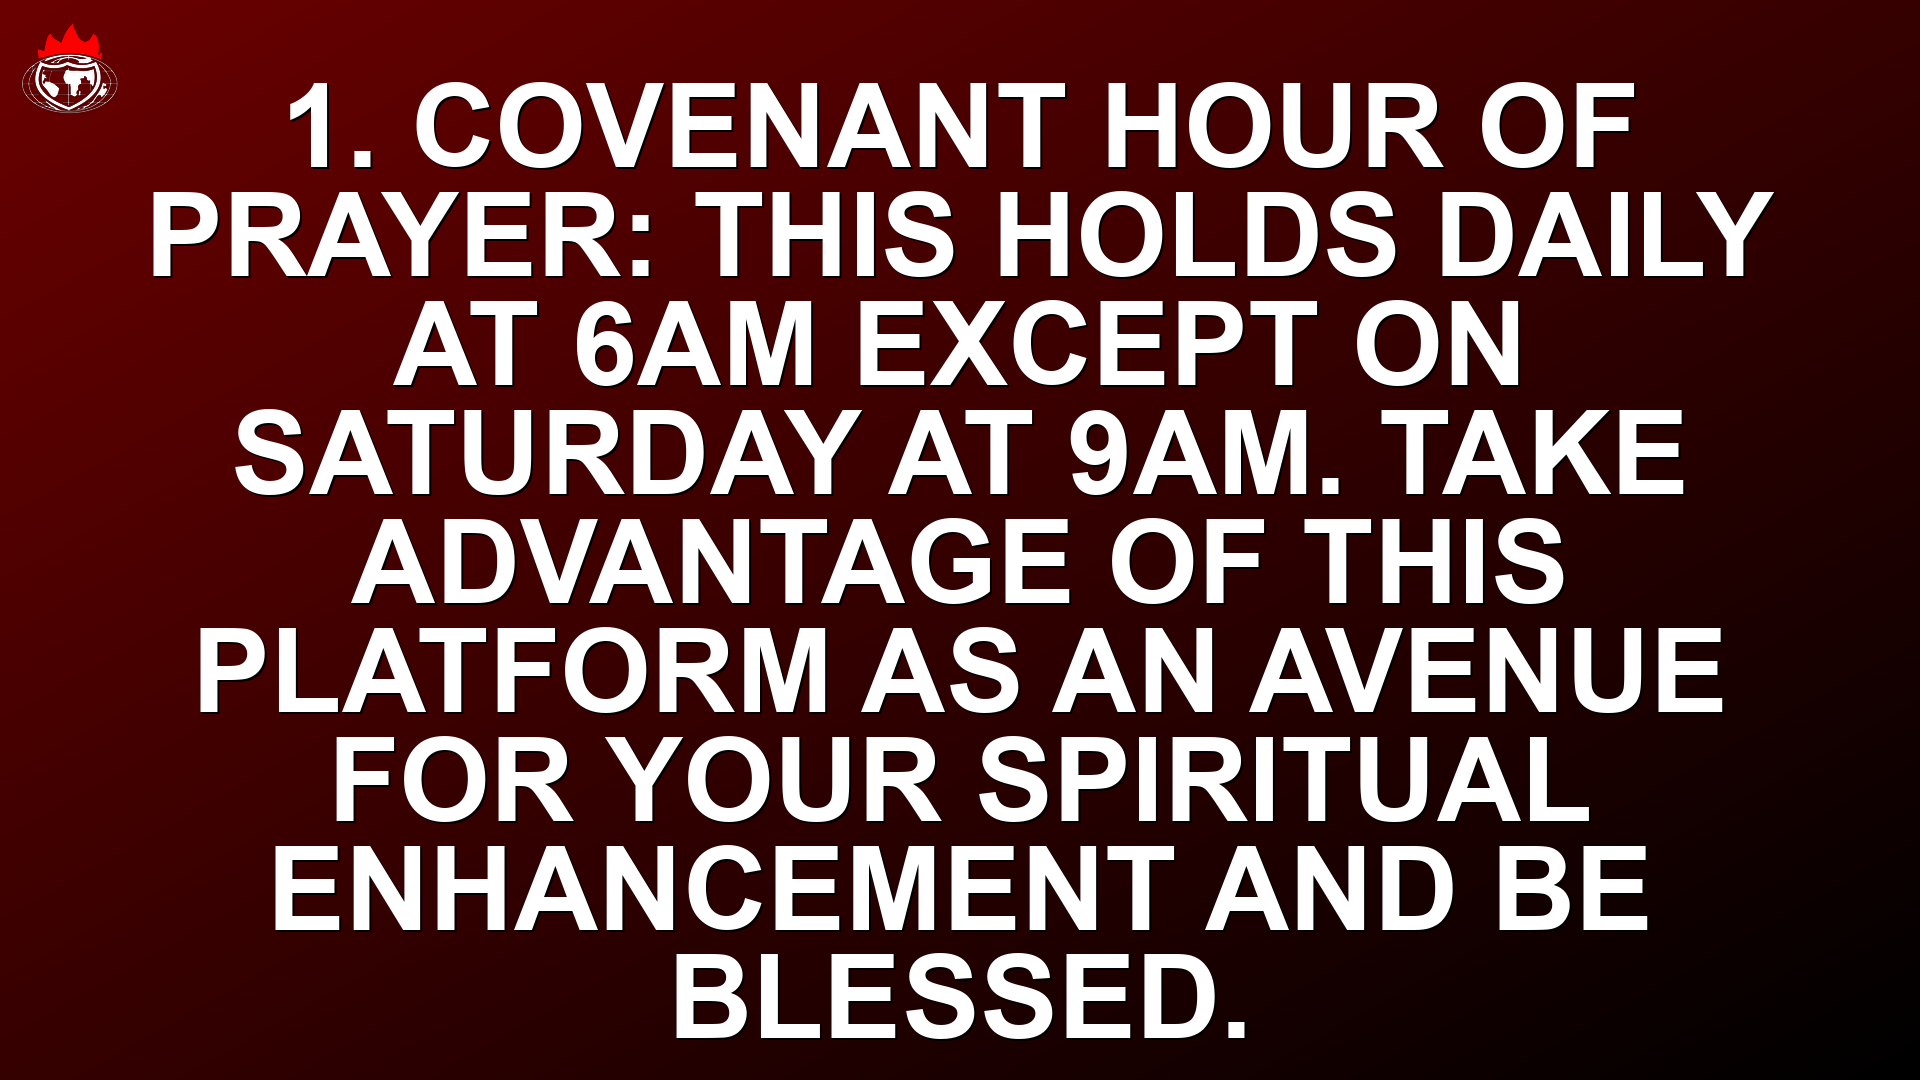 1. COVENANT HOUR OF
PRAYER: THIS HOLDS DAILY
AT 6AM EXCEPT ON
SATURDAY AT 9AM. TAKE
ADVANTAGE OF THIS
PLATFORM AS AN AVENUE
FOR YOUR SPIRITUAL
ENHANCEMENT AND BE
BLESSED.